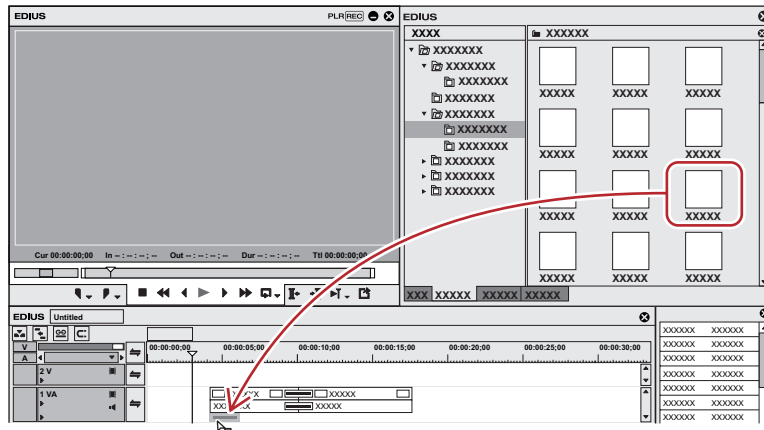 EDIUS PLR REC
Cur 00:00:00;00 In -- : -- : -- ; -- Out -- : -- : -- ; -- Dur -- : -- : -- ; -- Ttl 00:00:00;00
EDIUS
XXXX
XXXXXXX
XXXXXXX
XXXXXXX
XXXXXXX
XXXXXXX
XXXXXXX
XXXXXXX
XXXXXXX
XXXXXXX
XXXXXXX
XXXXXX
XXXXX XXXXX XXXXX
XXXXX XXXXX XXXXX
XXXXX XXXXX XXXXX
XXXXX XXXXX XXXXX
XXX XXXXX XXXXX XXXXX
EDIUS Untitled
V
A
00:00:00;00 00:00:05;00 00:00:10;00 00:00:15;00 00:00:20;00 00:00:25;00 00:00:30;00
2 V
1 VA
XXXXX
XXXXX
XXXXXX XXXXXX
XXXXXX XXXXXX
XXXXXX XXXXXX
XXXXXX XXXXXX
XXXXXX XXXXXX
XXXXXX XXXXXX
XXXXXX XXXXXX